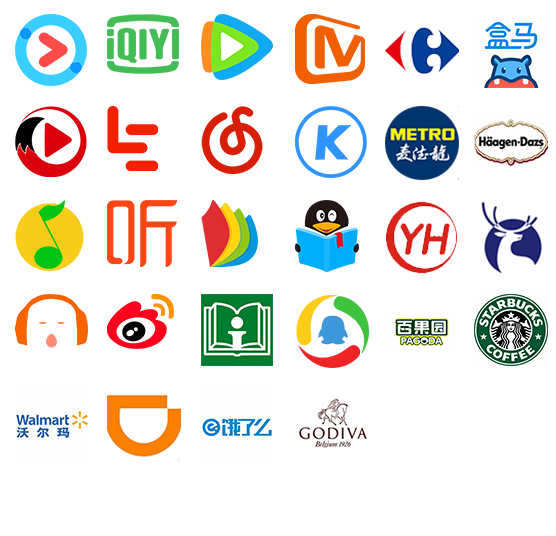 iQIYI
盒马
K
METRO
麦德龍
Häagen-Dazs
听
YH
i
百果园
PAGODA
STARBUCKS
COFFEE
Walmart
沃尔玛
饿了么
GODIVA
Belgium 1926